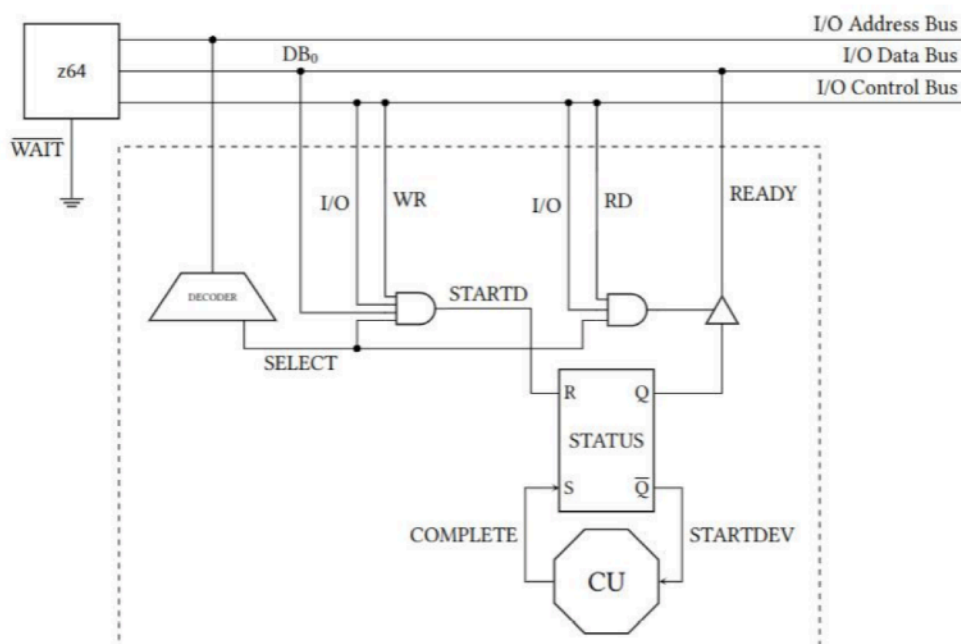 I/O Address Bus
z64
DB₀
I/O Data Bus
I/O Control Bus
WAIT
I/O
WR
I/O
RD
READY
DECODER
STARTD
SELECT
R
Q
STATUS
S
Q̅
COMPLETE
STARTDEV
CU